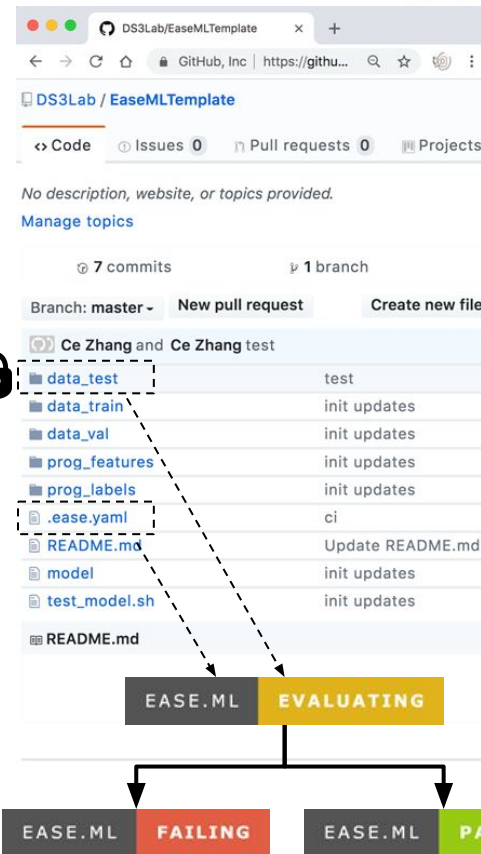 DS3Lab/EaseMLTemplate × +
GitHub, Inc | https://githu...
DS3Lab / EaseMLTemplate
<> Code Issues 0 Pull requests 0 Projects
No description, website, or topics provided.
Manage topics
7 commits 1 branch
Branch: master New pull request Create new file
Ce Zhang and Ce Zhang test
data_test test
data_train init updates
data_val init updates
prog_features init updates
prog_labels init updates
.ease.yaml ci
README.md Update README.md
model init updates
test_model.sh init updates
README.md
EASE.ML EVALUATING
EASE.ML FAILING EASE.ML PA